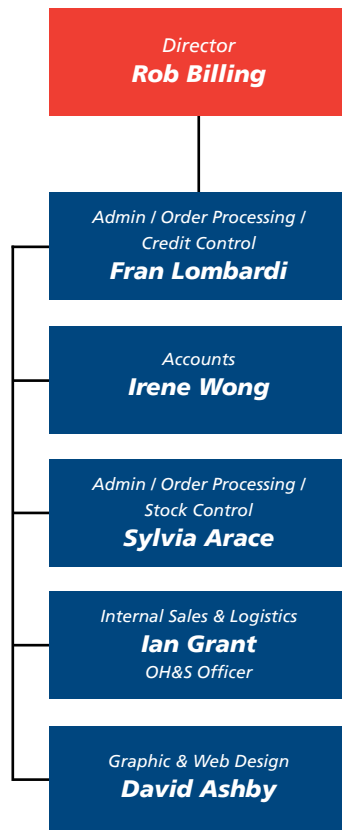 Director
Rob Billing
Admin / Order Processing /
Credit Control
Fran Lombardi
Accounts
Irene Wong
Admin / Order Processing /
Stock Control
Sylvia Arace
Internal Sales & Logistics
Ian Grant
OH&S Officer
Graphic & Web Design
David Ashby